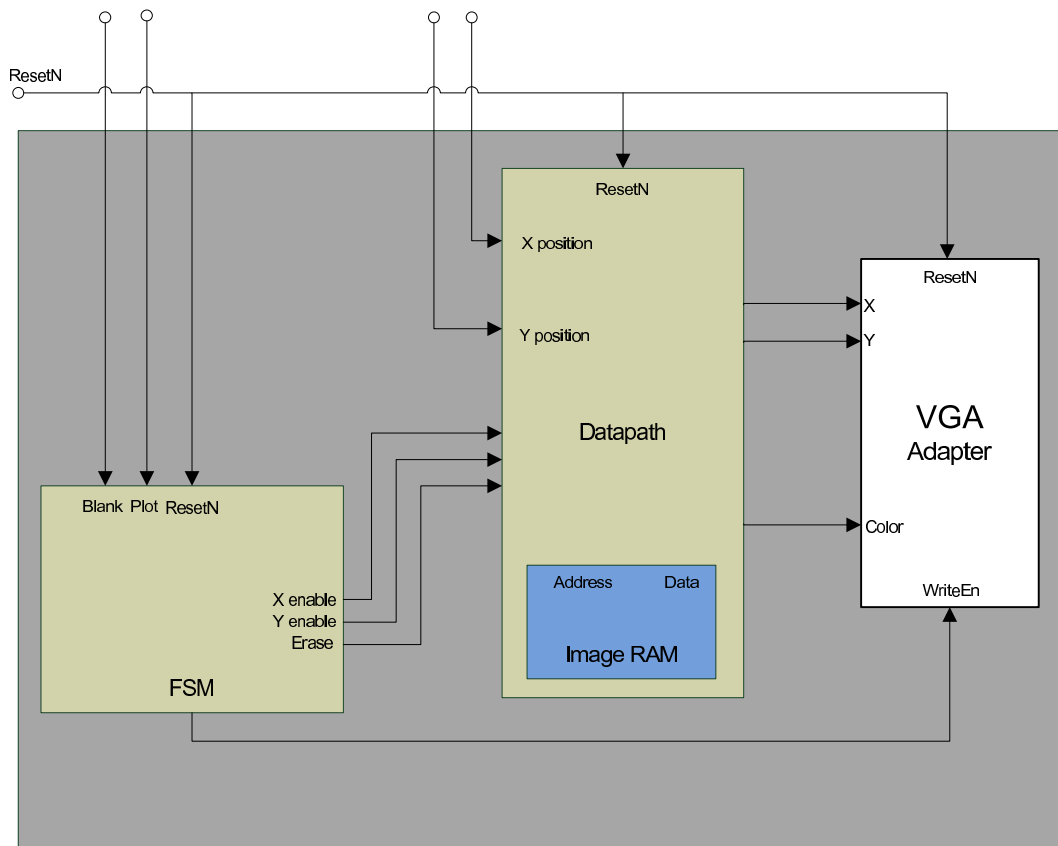 ResetN
ResetN
X position
Y position
Datapath
Address Data
Image RAM
ResetN
X
Y
VGA
Adapter
Color
WriteEn
Blank Plot ResetN
X enable
Y enable
Erase
FSM